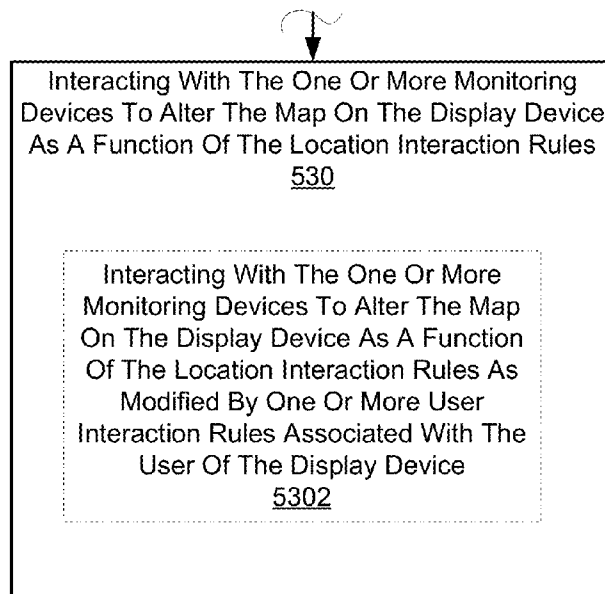 Interacting With The One Or More Monitoring
Devices To Alter The Map On The Display Device
As A Function Of The Location Interaction Rules
530
Interacting With The One Or More
Monitoring Devices To Alter The Map
On The Display Device As A Function
Of The Location Interaction Rules As
Modified By One Or More User
Interaction Rules Associated With The
User Of The Display Device
5302